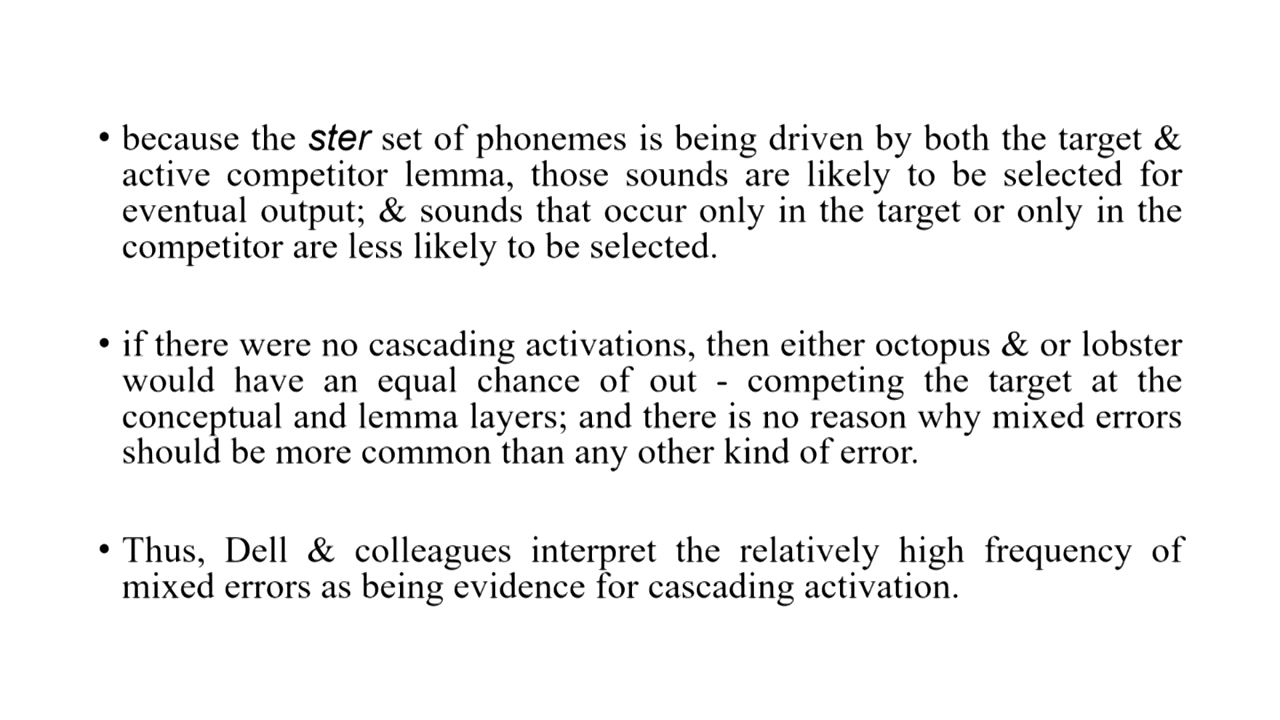 • because the ster set of phonemes is being driven by both the target &
active competitor lemma, those sounds are likely to be selected for
eventual output; & sounds that occur only in the target or only in the
competitor are less likely to be selected.
• if there were no cascading activations, then either octopus & or lobster
would have an equal chance of out - competing the target at the
conceptual and lemma layers; and there is no reason why mixed errors
should be more common than any other kind of error.
• Thus, Dell & colleagues interpret the relatively high frequency of
mixed errors as being evidence for cascading activation.